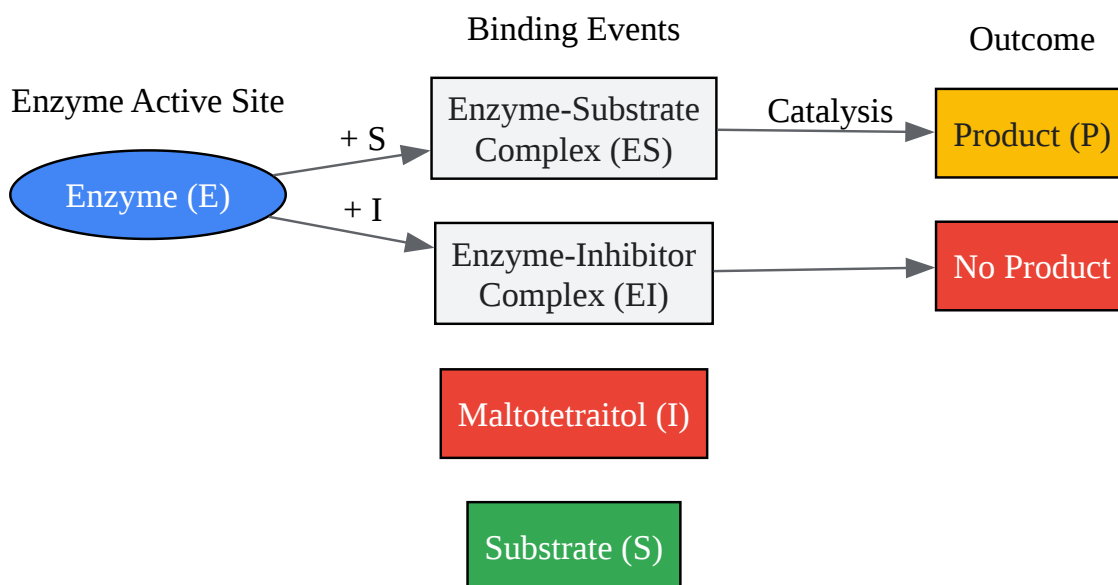 Binding Events
Outcome
Enzyme Active Site
Enzyme-Substrate
Complex (ES)
Catalysis
Product (P)
+ S
Enzyme (E)
+ I
Enzyme-Inhibitor
Complex (EI)
No Product
Maltotetraitol (I)
Substrate (S)